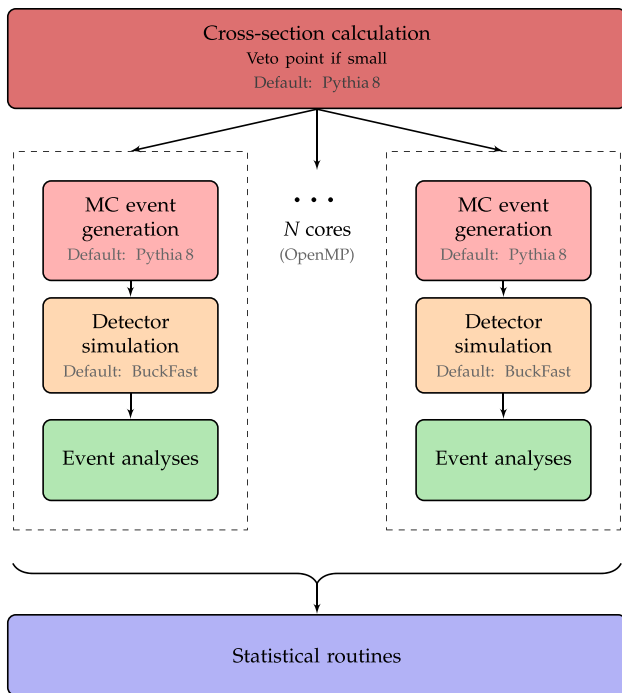 Cross-section calculation
Veto point if small
Default: Pythia 8
MC event
generation
Default: Pythia 8
Detector
simulation
Default: BuckFast
Event analyses
...
N cores
(OpenMP)
MC event
generation
Default: Pythia 8
Detector
simulation
Default: BuckFast
Event analyses
Statistical routines